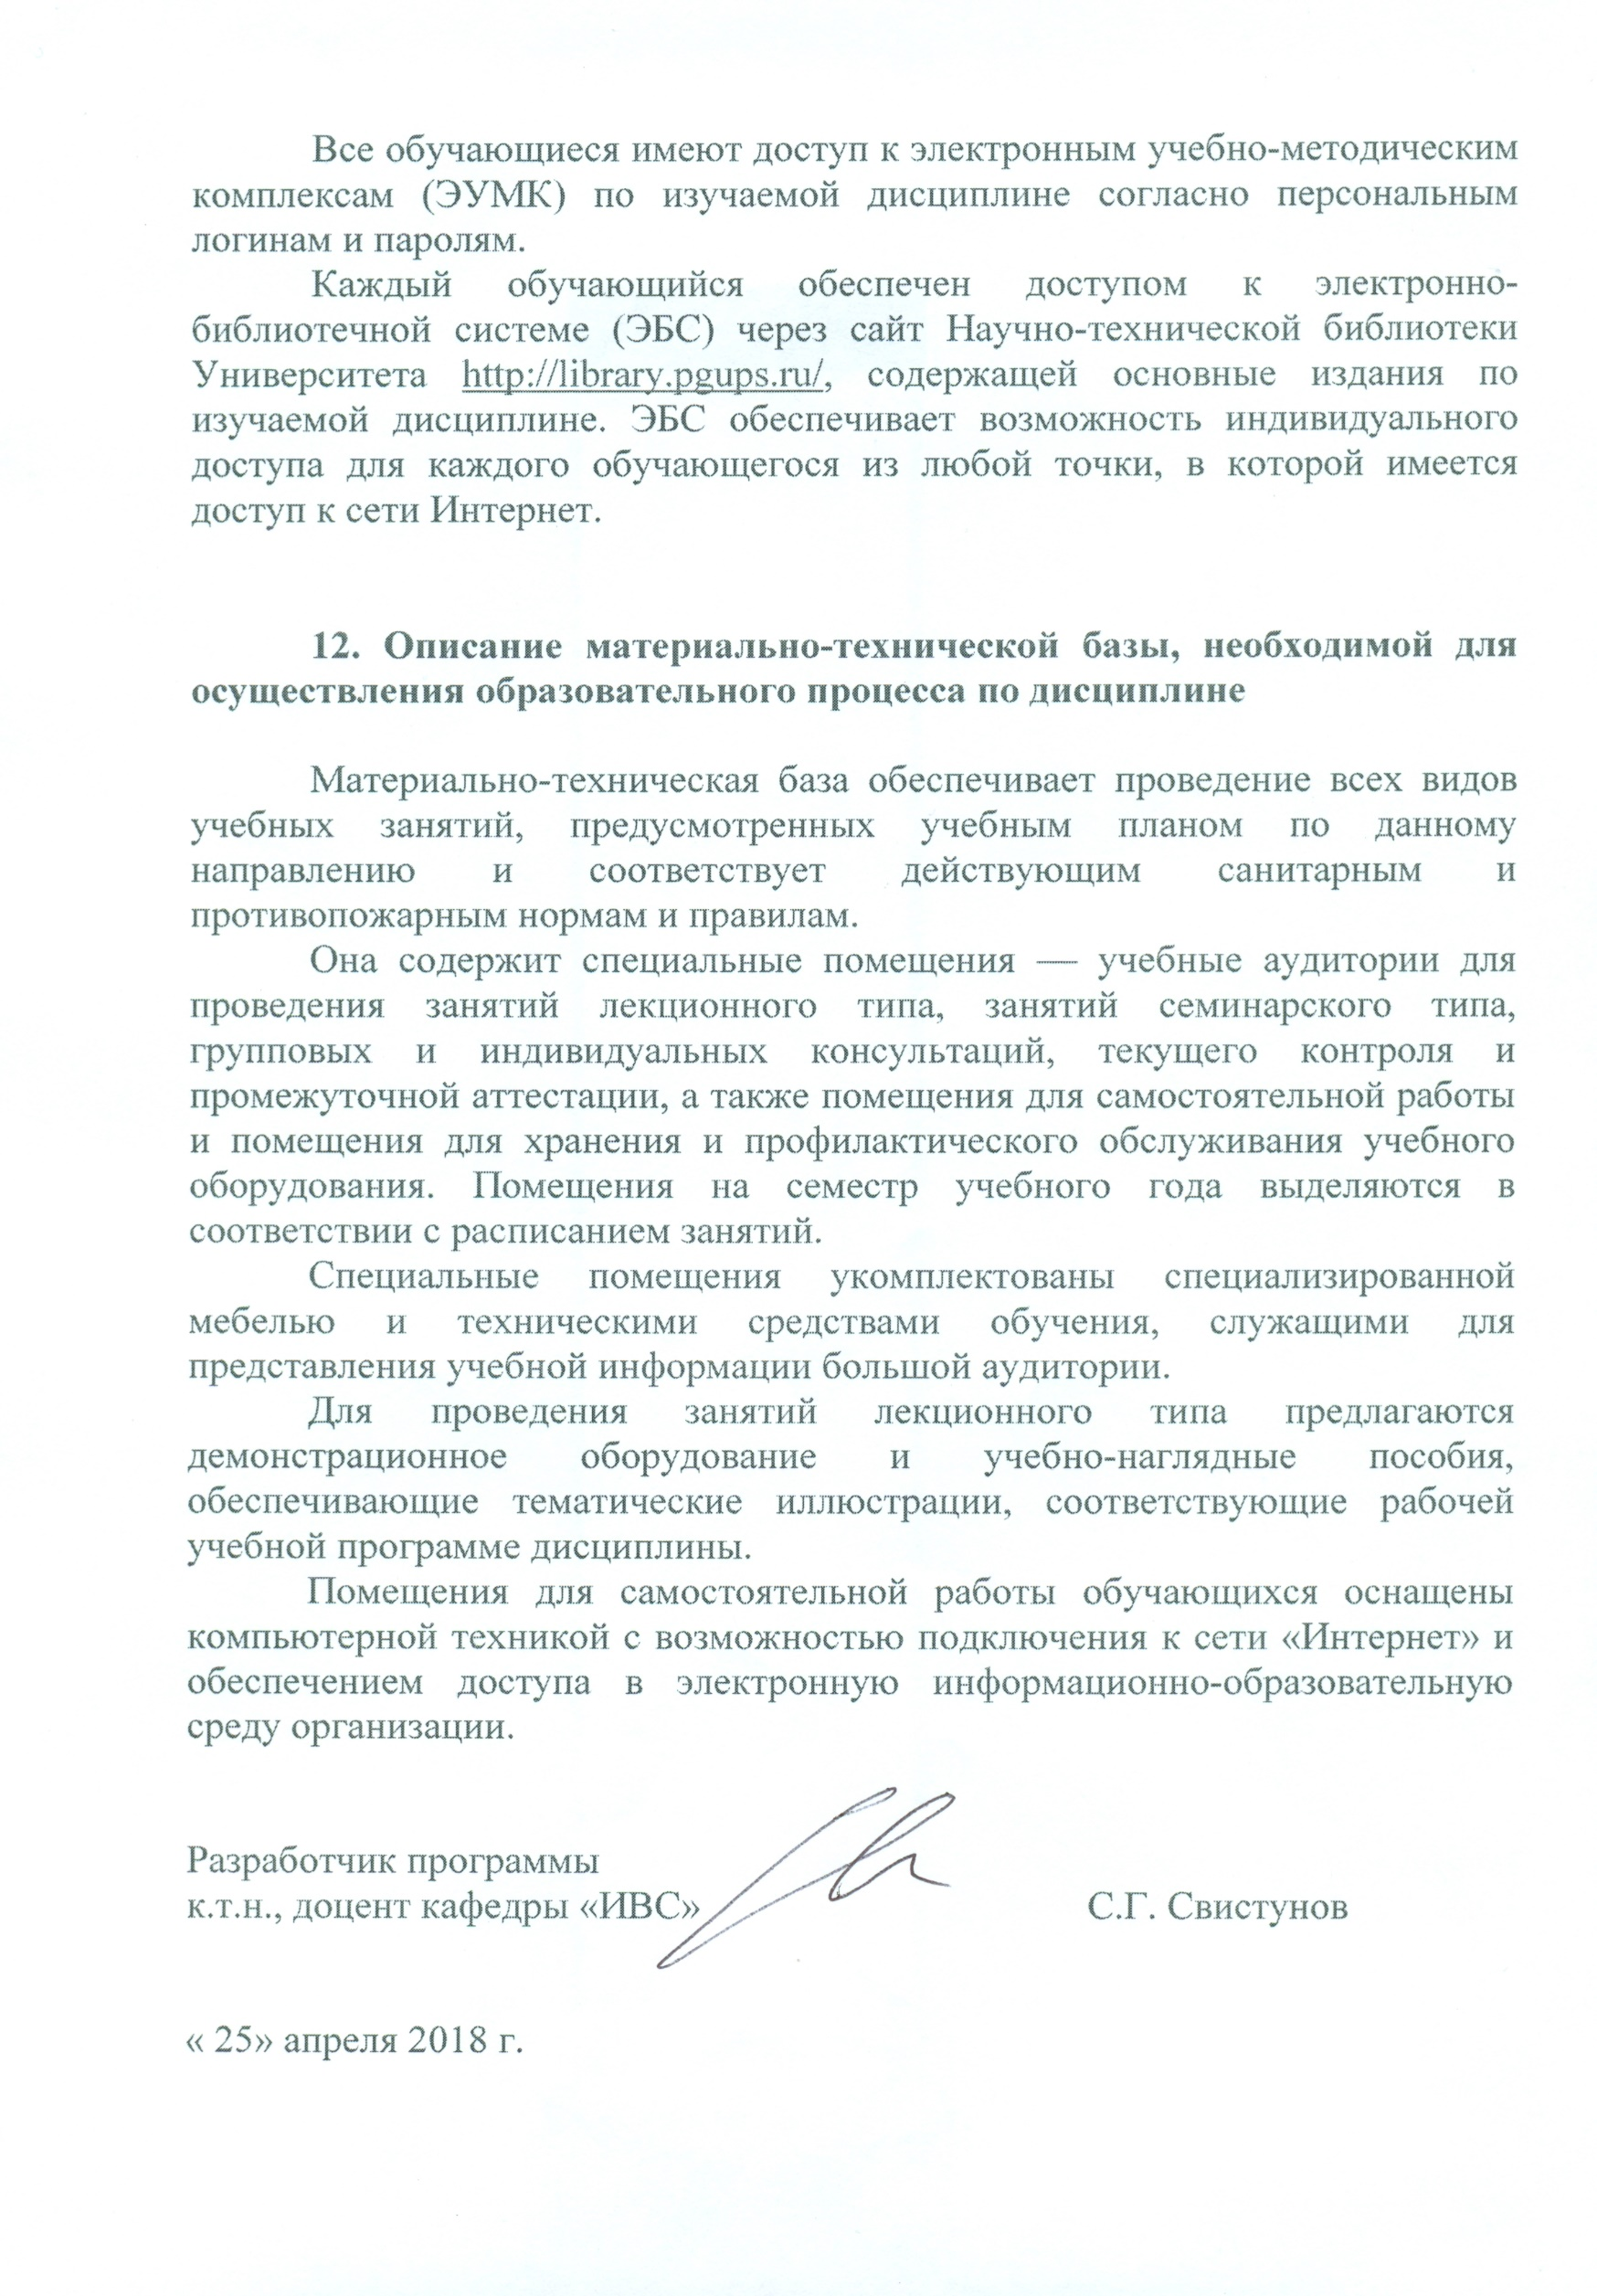 Все обучающиеся имеют доступ к электронным учебно-методическим
комплексам (ЭУМК) по изучаемой дисциплине согласно персональным
логинам и паролям.
Каждый обучающийся обеспечен доступом к электронно-
библиотечной системе (ЭБС) через сайт Научно-технической библиотеки
Университета http://library.pgups.ru/, содержащей основные издания по
изучаемой дисциплине. ЭБС обеспечивает возможность индивидуального
доступа для каждого обучающегося из любой точки, в которой имеется
доступ к сети Интернет.
12. Описание материально-технической базы, необходимой для
осуществления образовательного процесса по дисциплине
Материально-техническая база обеспечивает проведение всех видов
учебных занятий, предусмотренных учебным планом по данному
направлению и соответствует действующим санитарным и
противопожарным нормам и правилам.
Она содержит специальные помещения — учебные аудитории для
проведения занятий лекционного типа, занятий семинарского типа,
групповых и индивидуальных консультаций, текущего контроля и
промежуточной аттестации, а также помещения для самостоятельной работы
и помещения для хранения и профилактического обслуживания учебного
оборудования. Помещения на семестр учебного года выделяются в
соответствии с расписанием занятий.
Специальные помещения укомплектованы специализированной
мебелью и техническими средствами обучения, служащими для
представления учебной информации большой аудитории.
Для проведения занятий лекционного типа предлагаются
демонстрационное оборудование и учебно-наглядные пособия,
обеспечивающие тематические иллюстрации, соответствующие рабочей
учебной программе дисциплины.
Помещения для самостоятельной работы обучающихся оснащены
компьютерной техникой с возможностью подключения к сети «Интернет» и
обеспечением доступа в электронную информационно-образовательную
среду организации.
Разработчик программы
к.т.н., доцент кафедры «ИВС» С.Г. Свистунов
« 25» апреля 2018 г.